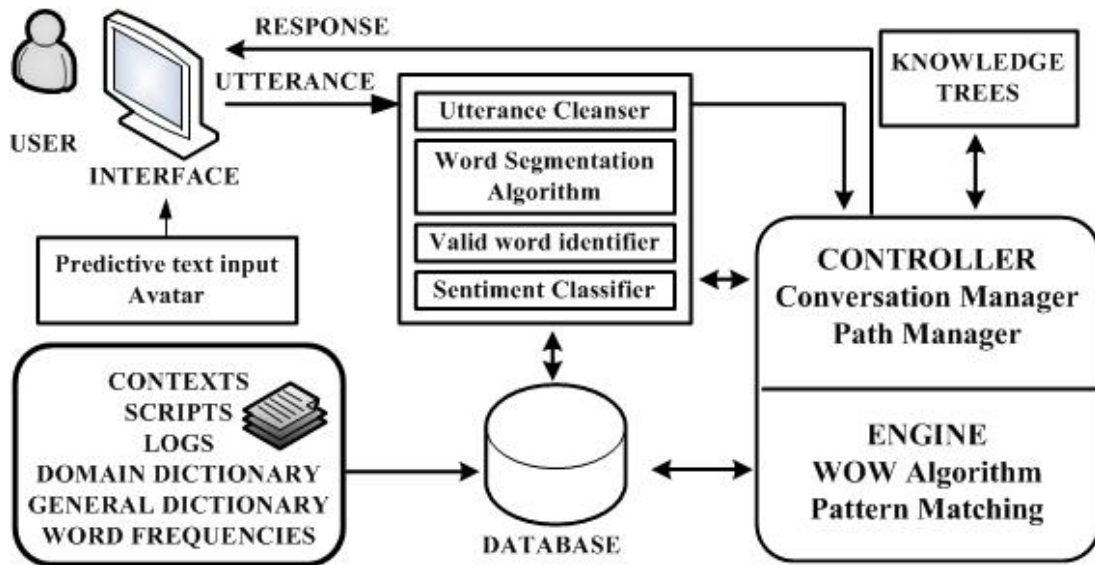 RESPONSE
UTTERANCE
USER
INTERFACE
Predictive text input
Avatar
Utterance Cleanser
Word Segmentation
Algorithm
Valid word identifier
Sentiment Classifier
KNOWLEDGE
TREES
CONTROLLER
Conversation Manager
Path Manager
ENGINE
WOW Algorithm
Pattern Matching
CONTEXTS
SCRIPTS
LOGS
DOMAIN DICTIONARY
GENERAL DICTIONARY
WORD FREQUENCIES
DATABASE